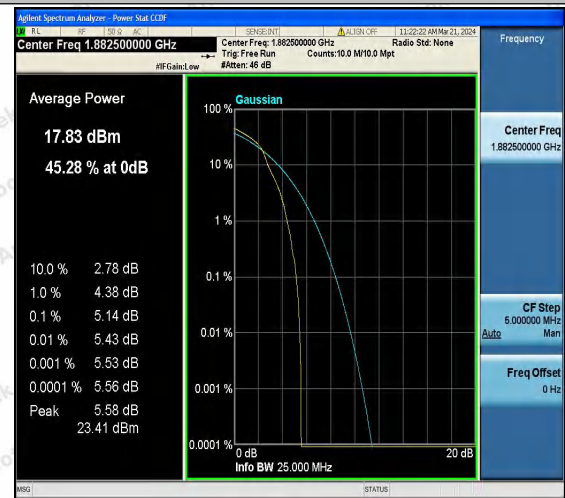 Agilent Spectrum Analyzer - Power Stat CCDF
RL RF 50 Ω AC SENSE:INT ALIGN OFF 11:22:22 AM Mar 21, 2024
Center Freq 1.882500000 GHz
Center Freq: 1.882500000 GHz Radio Std: None
Trig: Free Run Counts:10.0 M/10.0 Mpt
#IFGain:Low #Atten: 46 dB
Frequency
Average Power
17.83 dBm
45.28 % at 0dB
10.0 % 2.78 dB
1.0 % 4.38 dB
0.1 % 5.14 dB
0.01 % 5.43 dB
0.001 % 5.53 dB
0.0001 % 5.56 dB
Peak 5.58 dB
23.41 dBm
Gaussian
100 %
10 %
1 %
0.1 %
0.01 %
0.001 %
0.0001 %
0 dB 20 dB
Info BW 25.000 MHz
Center Freq
1.882500000 GHz
CF Step
5.000000 MHz
Auto Man
Freq Offset
0 Hz
MSG STATUS